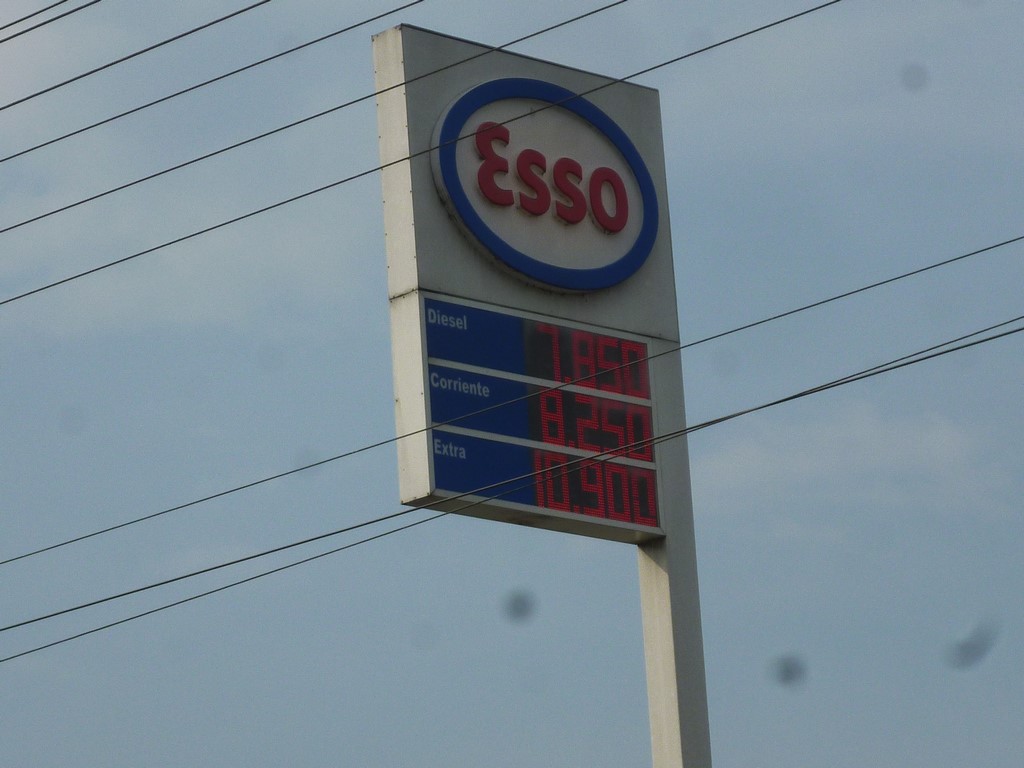 Esso
Diesel 7.850
Corriente 8.250
Extra 10.900